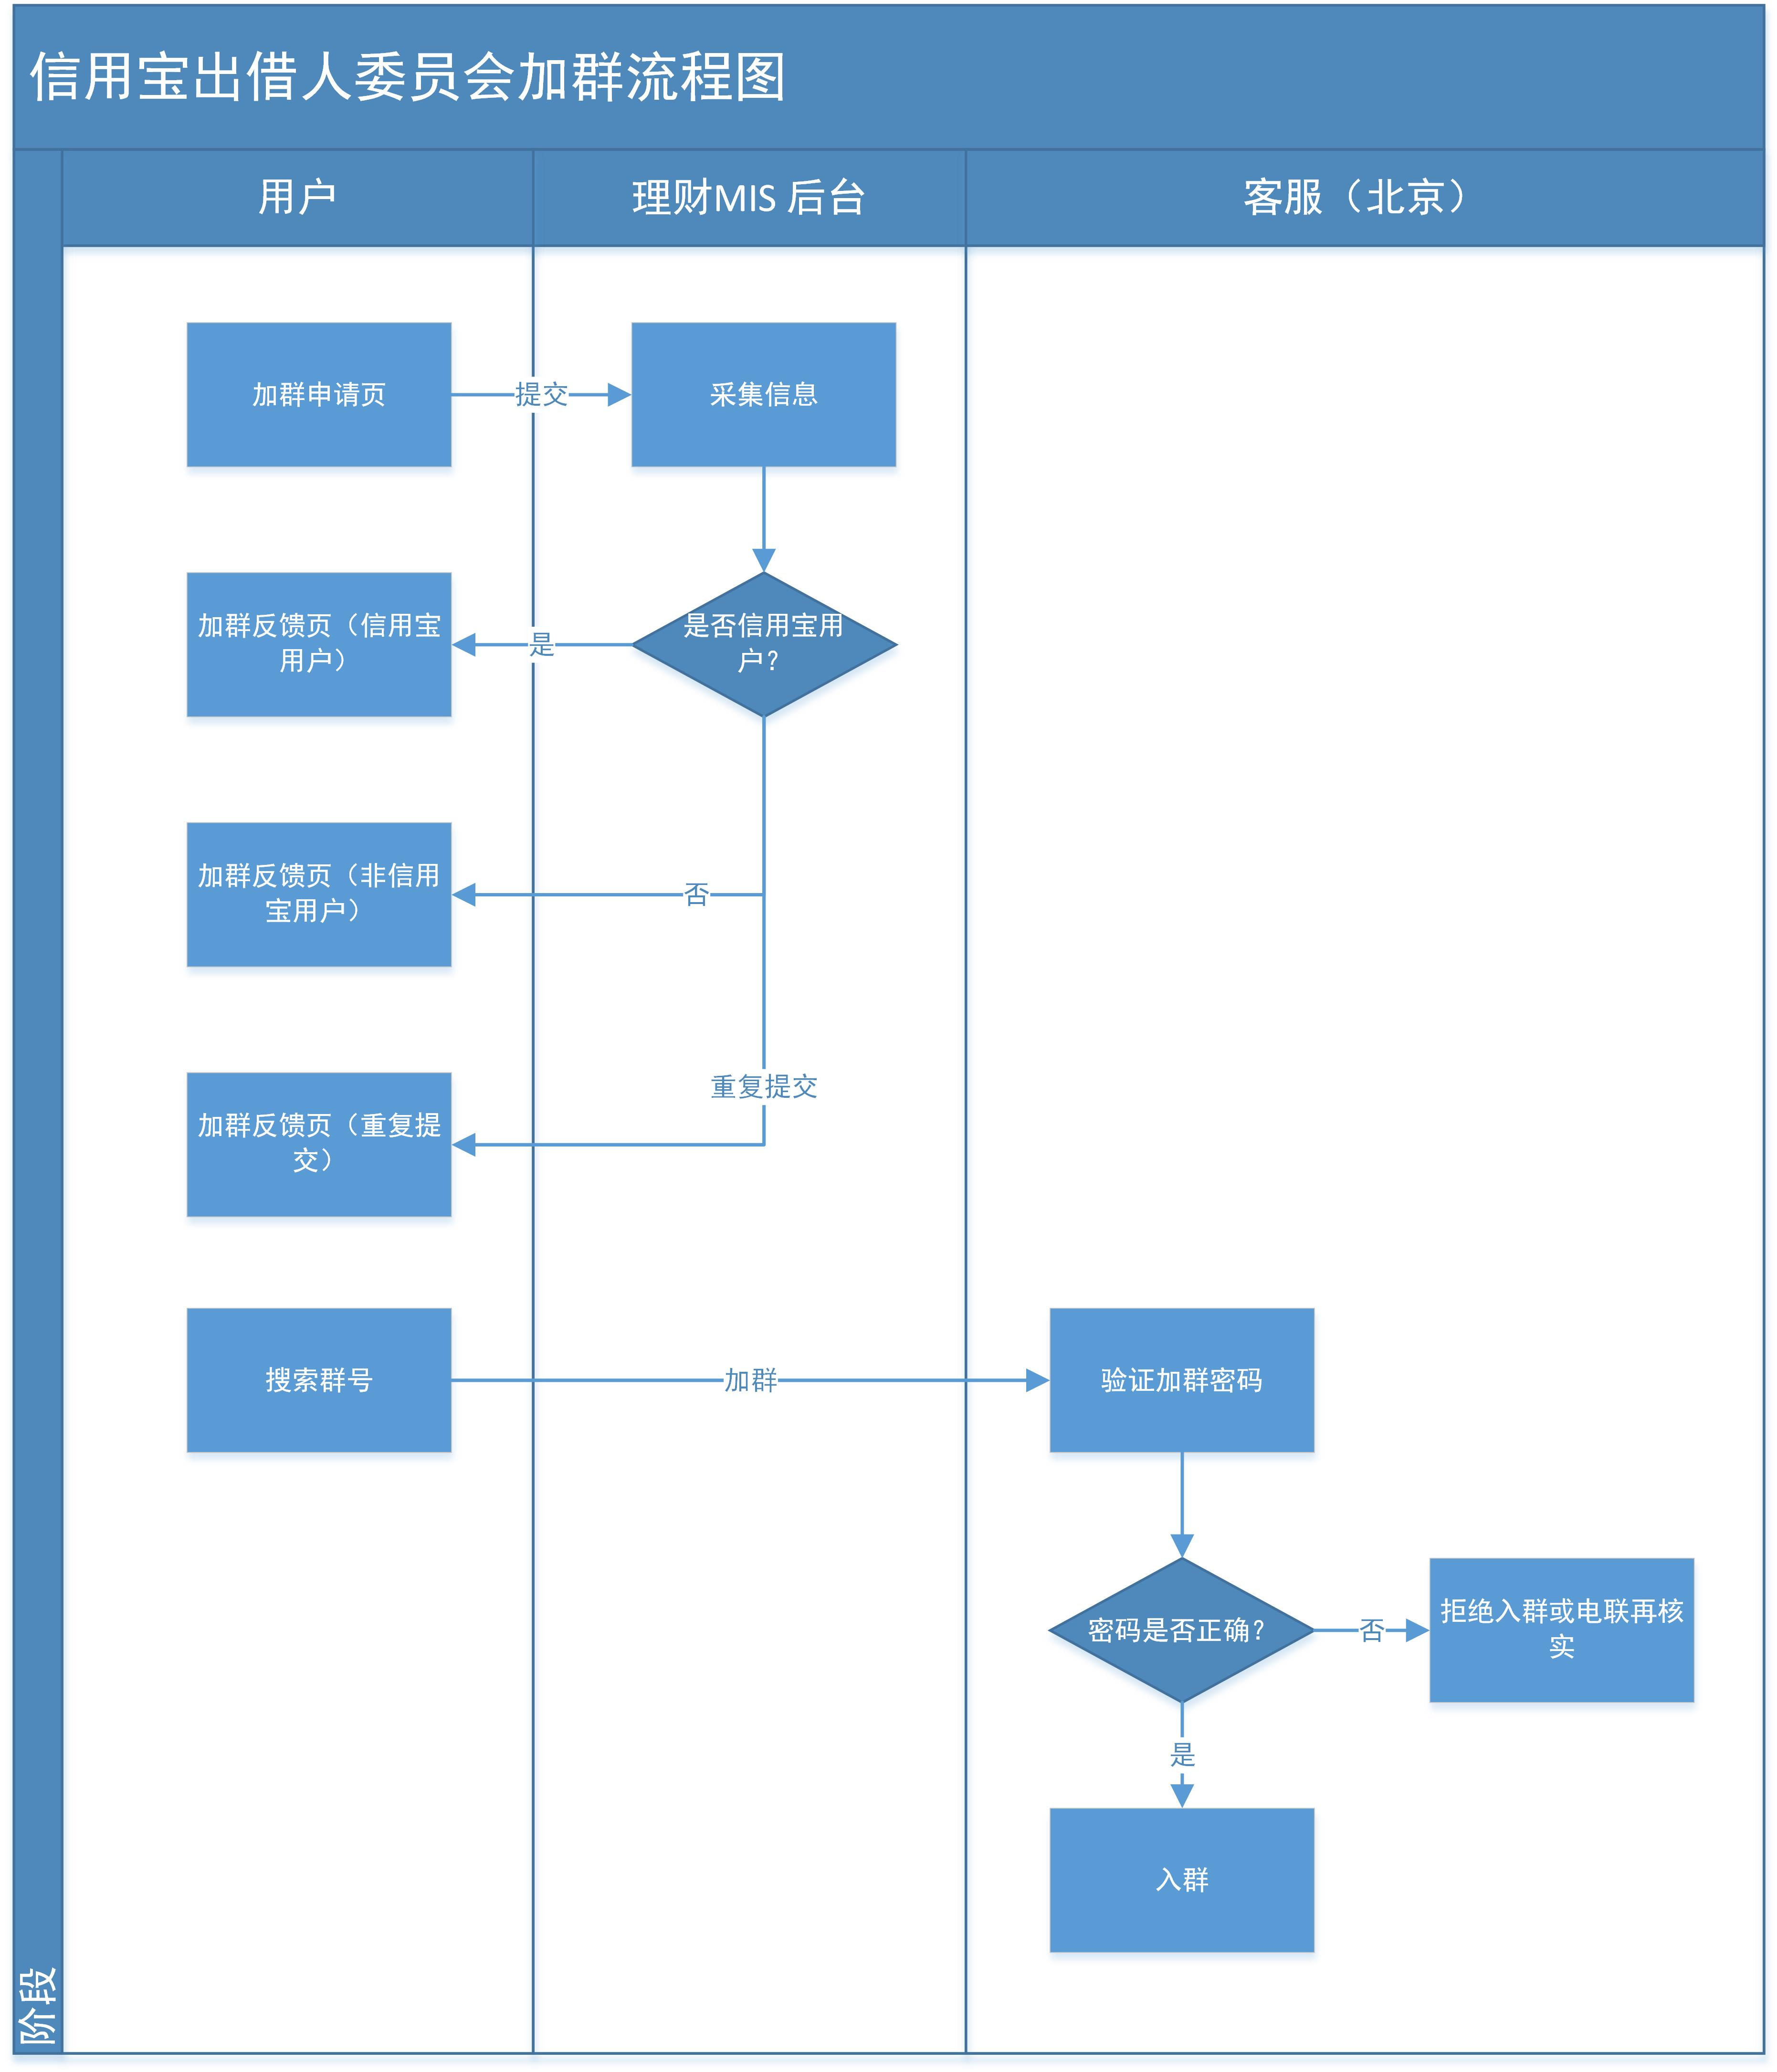 信用宝出借人委员会加群流程图
用户
理财MIS 后台
客服（北京）
加群申请页
提交
采集信息
加群反馈页（信用宝
用户）
是
是否信用宝用
户？
加群反馈页（非信用
宝用户）
否
重复提交
加群反馈页（重复提
交）
搜索群号
加群
验证加群密码
密码是否正确？
否
拒绝入群或电联再核
实
是
入群
阶段